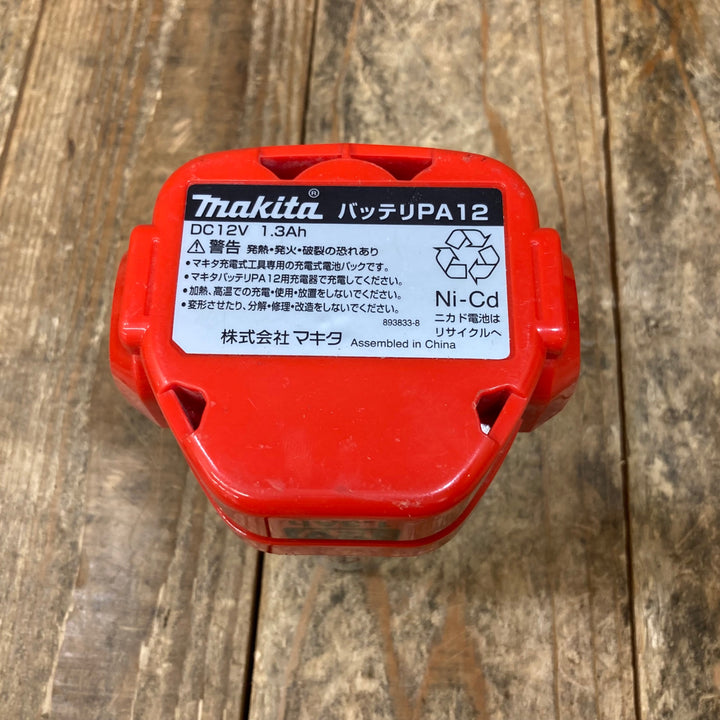 makita® バッテリPA12
DC12V 1.3Ah
⚠警告 発熱・発火・破裂の恐れあり
・マキタ充電式工具専用の充電式電池パックです。
・マキタバッテリPA12用充電器で充電してください。
・加熱、高温での充電・使用・放置をしないでください。
・変形させたり、分解・修理・改造をしないでください。
893833-8
株式会社マキタ Assembled in China
Ni-Cd
ニカド電池は
リサイクルへ